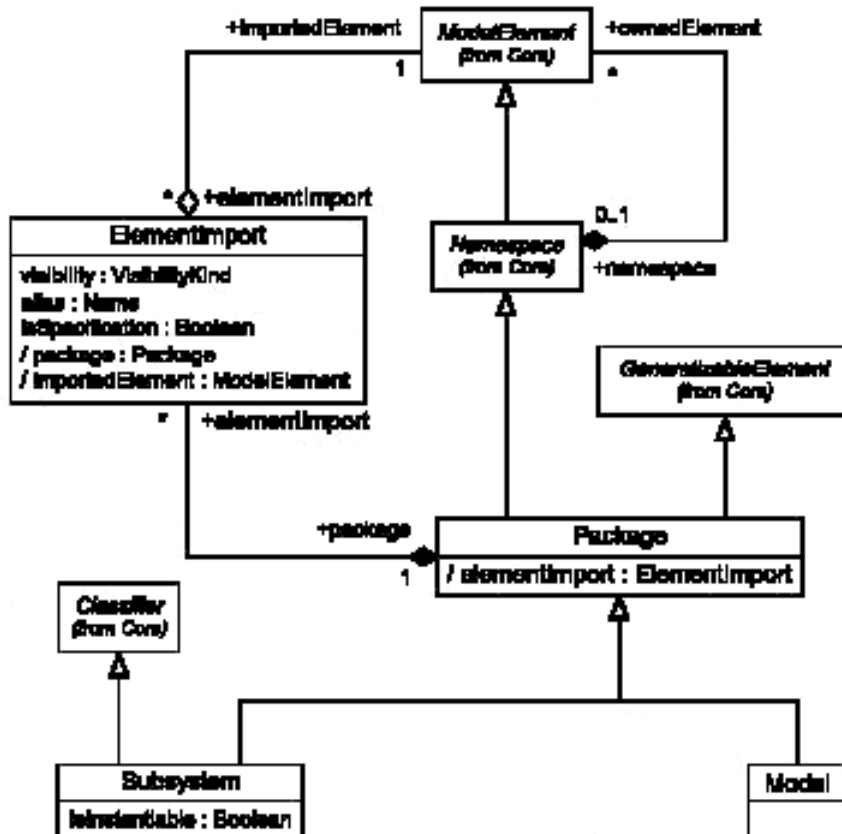 +importedElement
ModelElement
(from Core)
+ownedElement
1
*
*
+elementImport
ElementImport
visibility : VisibilityKind
alias : Name
isSpecification : Boolean
/ package : Package
/ importedElement : ModelElement
0..1
Namespace
(from Core)
+namespace
GeneralizableElement
(from Core)
*
+elementImport
+package
1
Package
/ elementImport : ElementImport
Classifier
(from Core)
Subsystem
isInstantiable : Boolean
Model